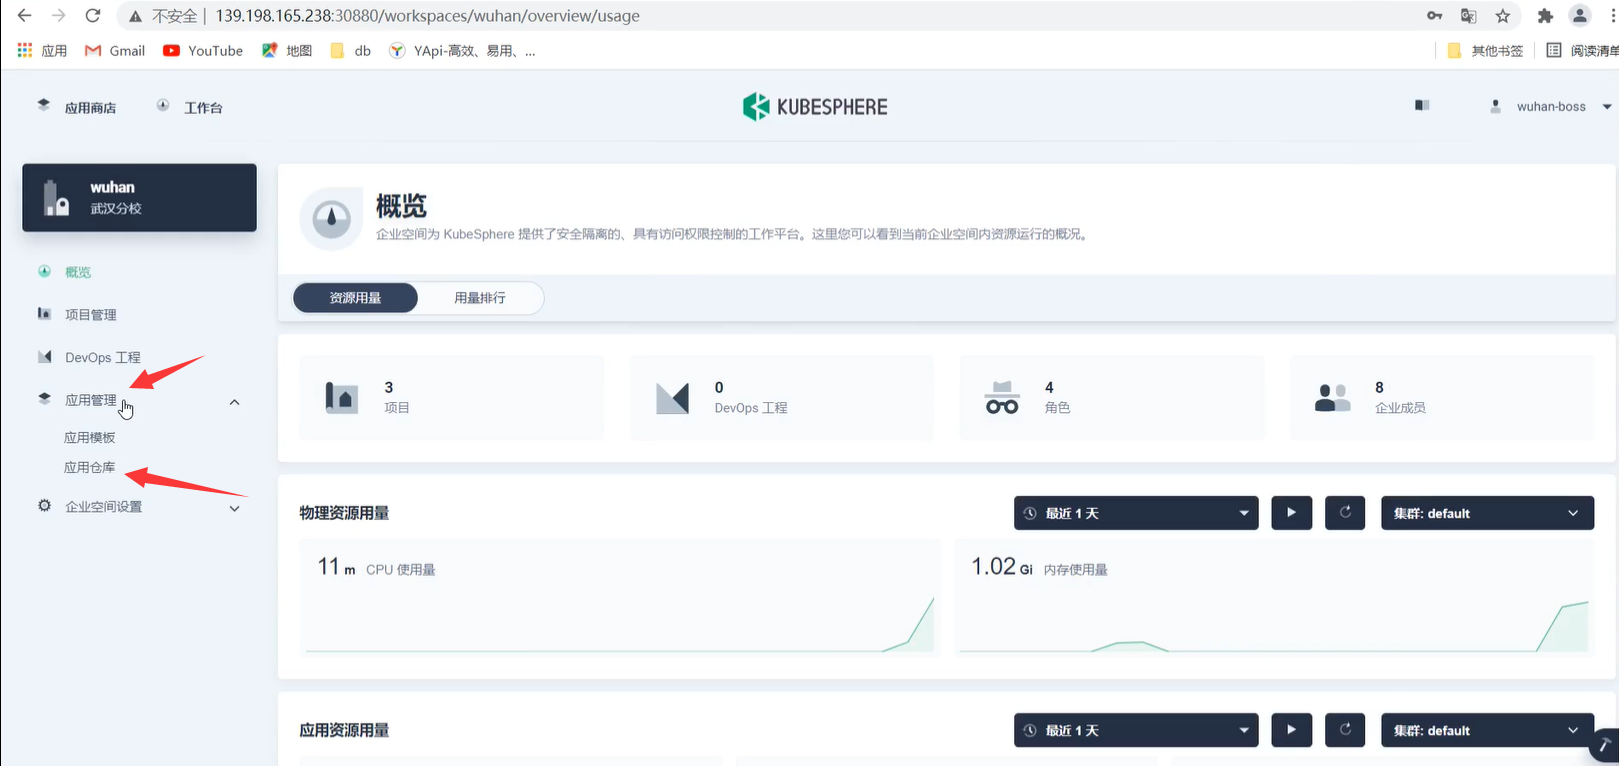 不安全 | 139.198.165.238:30880/workspaces/wuhan/overview/usage
应用 Gmail YouTube 地图 db YApi-高效、易用、... 其他书签 阅读清单
应用商店 工作台 KUBESPHERE wuhan-boss
wuhan
武汉分校
概览
项目管理
DevOps 工程
应用管理
应用模板
应用仓库
企业空间设置
概览
企业空间为 KubeSphere 提供了安全隔离的、具有访问权限控制的工作平台。这里您可以看到当前企业空间内资源运行的概况。
资源用量 用量排行
3
项目
0
DevOps 工程
4
角色
8
企业成员
物理资源用量 最近 1 天 集群: default
11 m CPU 使用量
1.02 Gi 内存使用量
应用资源用量 最近 1 天 集群: default